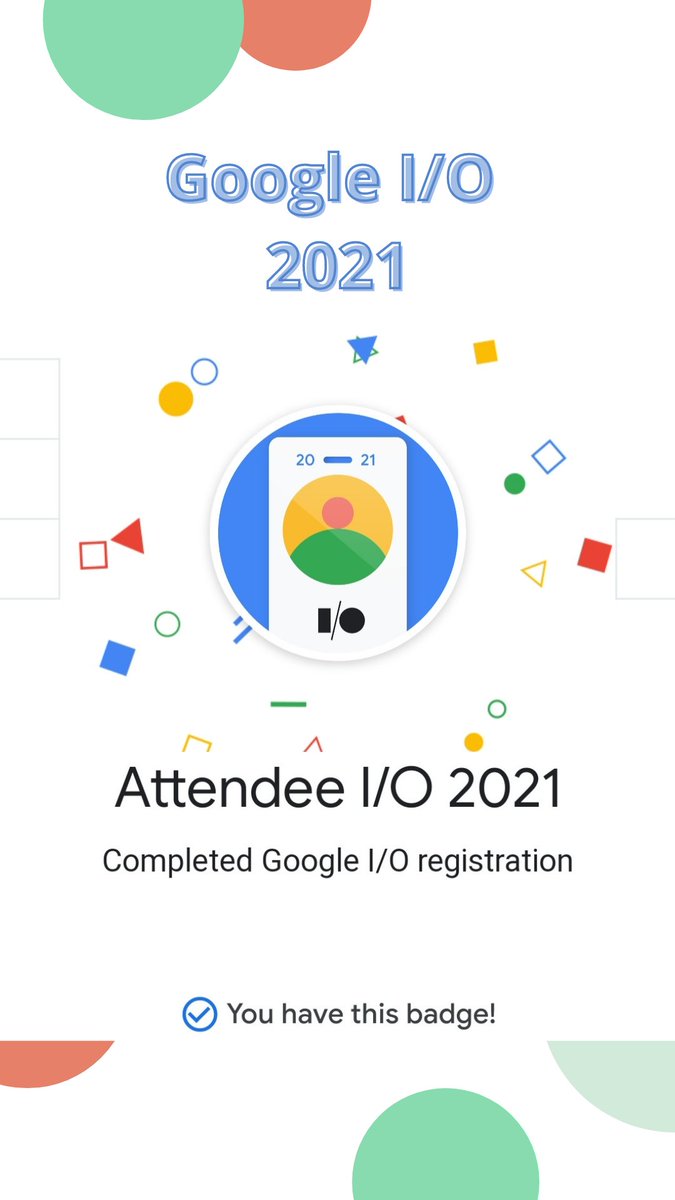 Google I/O
2021
20 21
I/O
Attendee I/O 2021
Completed Google I/O registration
You have this badge!